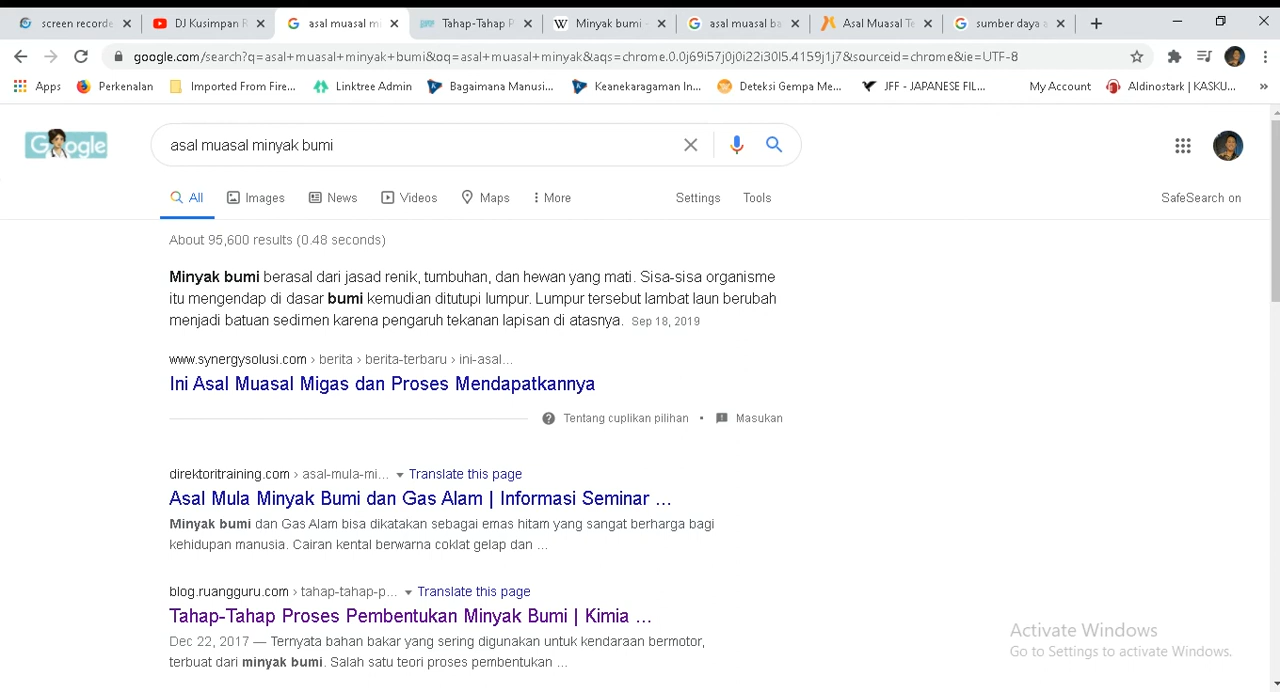 screen recorde
DJ Kusimpan R
asal muasal mi
Tahap-Tahap P
Minyak bumi -
asal muasal ba
Asal Muasal Te
sumber daya a
google.com/search?q=asal+muasal+minyak+bumi&oq=asal+muasal+minyak&aqs=chrome.0.0j69i57j0j0i22i30l5.4159j1j7&sourceid=chrome&ie=UTF-8
Apps
Perkenalan
Imported From Fire...
Linktree Admin
Bagaimana Manusi...
Keanekaragaman In...
Deteksi Gempa Me...
JFF - JAPANESE FIL...
My Account
Aldinostark | KASKU...
»
Google
asal muasal minyak bumi
All
Images
News
Videos
Maps
More
Settings
Tools
SafeSearch on
About 95,600 results (0.48 seconds)
Minyak bumi berasal dari jasad renik, tumbuhan, dan hewan yang mati. Sisa-sisa organisme
itu mengendap di dasar bumi kemudian ditutupi lumpur. Lumpur tersebut lambat laun berubah
menjadi batuan sedimen karena pengaruh tekanan lapisan di atasnya. Sep 18, 2019
www.synergysolusi.com › berita › berita-terbaru › ini-asal...
Ini Asal Muasal Migas dan Proses Mendapatkannya
Tentang cuplikan pilihan • Masukan
direktoritraining.com › asal-mula-mi... Translate this page
Asal Mula Minyak Bumi dan Gas Alam | Informasi Seminar ...
Minyak bumi dan Gas Alam bisa dikatakan sebagai emas hitam yang sangat berharga bagi
kehidupan manusia. Cairan kental berwarna coklat gelap dan ...
blog.ruangguru.com › tahap-tahap-p... Translate this page
Tahap-Tahap Proses Pembentukan Minyak Bumi | Kimia ...
Dec 22, 2017 — Ternyata bahan bakar yang sering digunakan untuk kendaraan bermotor,
terbuat dari minyak bumi. Salah satu teori proses pembentukan ...
Activate Windows
Go to Settings to activate Windows.